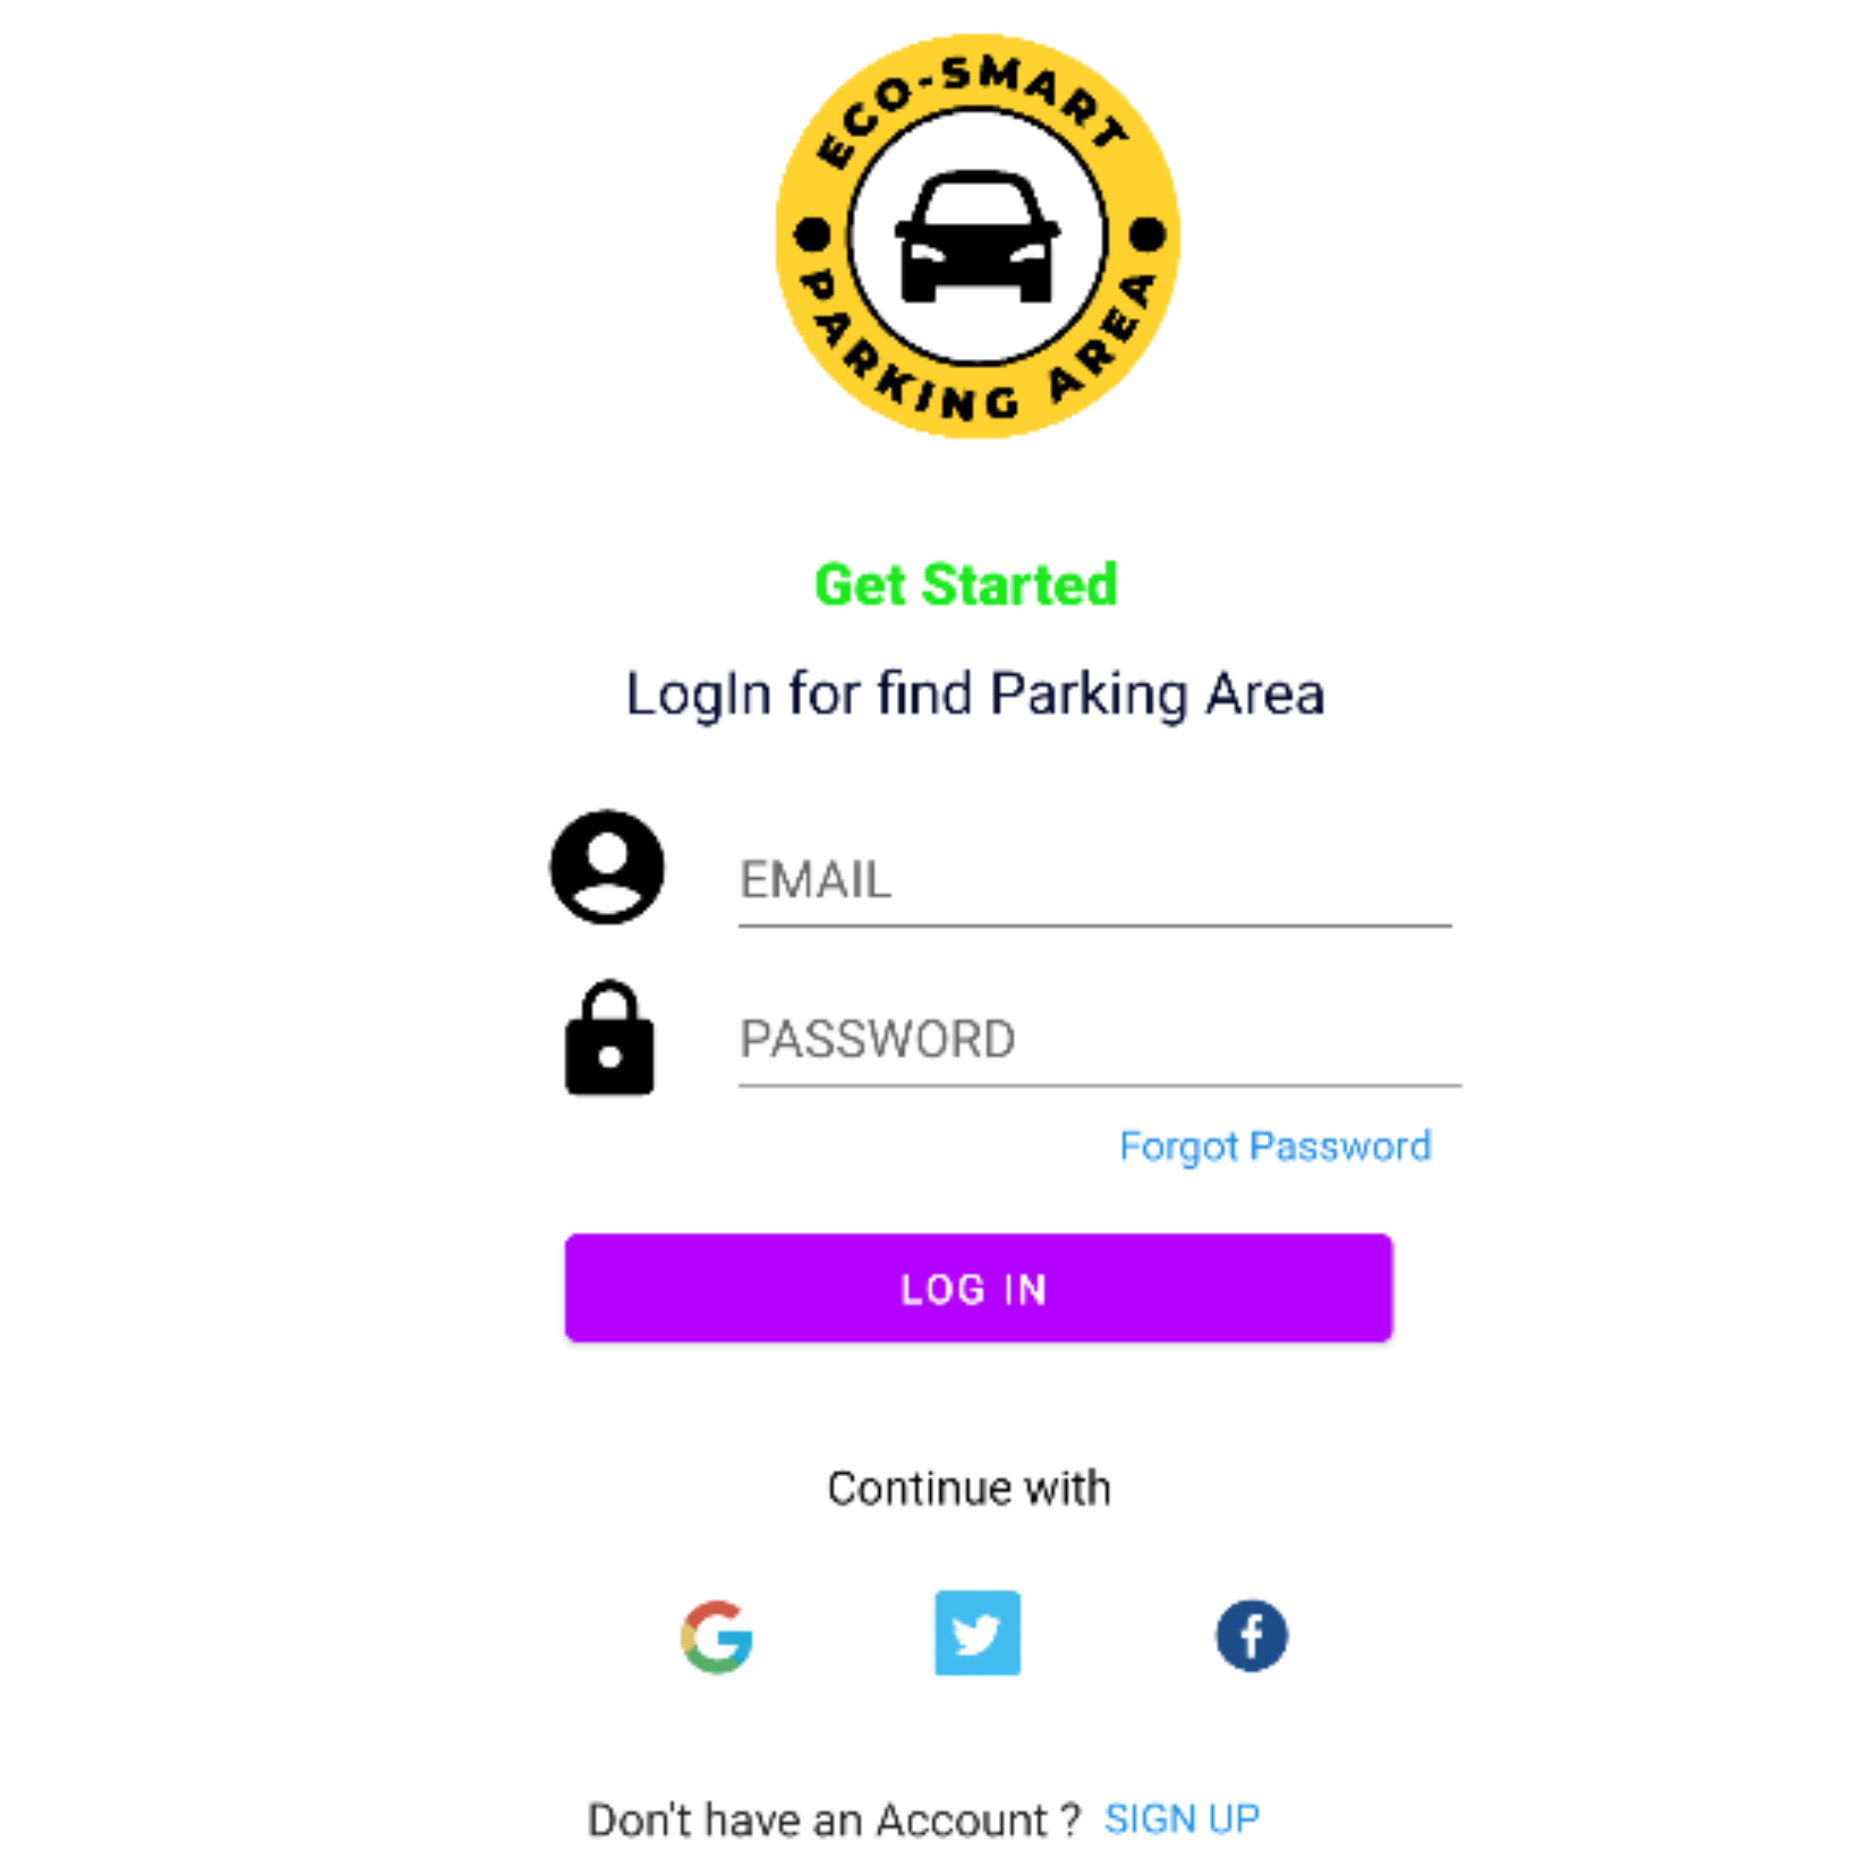 ECO-SMART
PARKING AREA
Get Started
LogIn for find Parking Area
EMAIL
PASSWORD
Forgot Password
LOG IN
Continue with
Don't have an Account ? SIGN UP